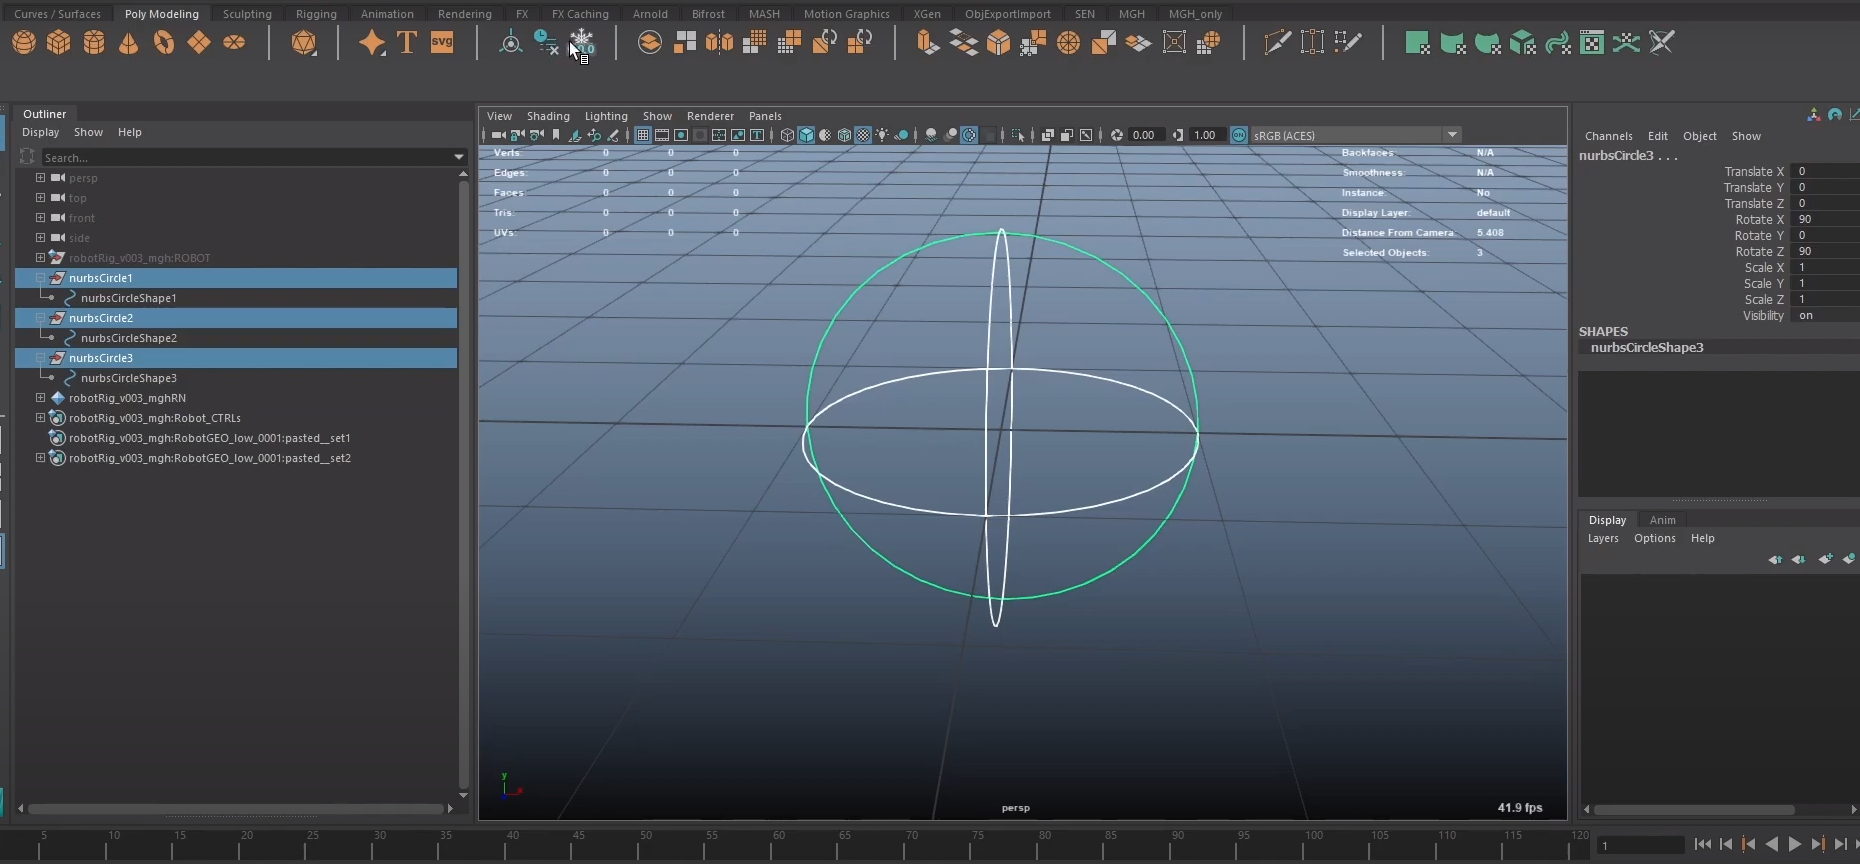 Curves / Surfaces Poly Modeling Sculpting Rigging Animation Rendering FX FX Caching Arnold Bifrost MASH Motion Graphics XGen ObjExportImport SEN MGH MGH_only
T svg
Outliner
Display Show Help
Search...
persp
top
front
side
robotRig_v003_mgh:ROBOT
nurbsCircle1
nurbsCircleShape1
nurbsCircle2
nurbsCircleShape2
nurbsCircle3
nurbsCircleShape3
robotRig_v003_mghRN
robotRig_v003_mgh:Robot_CTRLs
robotRig_v003_mgh:RobotGEO_low_0001:pasted__set1
robotRig_v003_mgh:RobotGEO_low_0001:pasted__set2
View Shading Lighting Show Renderer Panels
0.00 1.00 ON sRGB (ACES)
Verts: 0 0 0
Edges: 0 0 0
Faces: 0 0 0
Tris: 0 0 0
UVs: 0 0 0
Backfaces: N/A
Smoothness: N/A
Instance: No
Display Layer: default
Distance From Camera: 5.408
Selected Objects: 3
y
x
persp
41.9 fps
Channels Edit Object Show
nurbsCircle3 . . .
Translate X 0
Translate Y 0
Translate Z 0
Rotate X 90
Rotate Y 0
Rotate Z 90
Scale X 1
Scale Y 1
Scale Z 1
Visibility on
SHAPES
nurbsCircleShape3
Display Anim
Layers Options Help
5 10 15 20 25 30 35 40 45 50 55 60 65 70 75 80 85 90 95 100 105 110 115 120
1